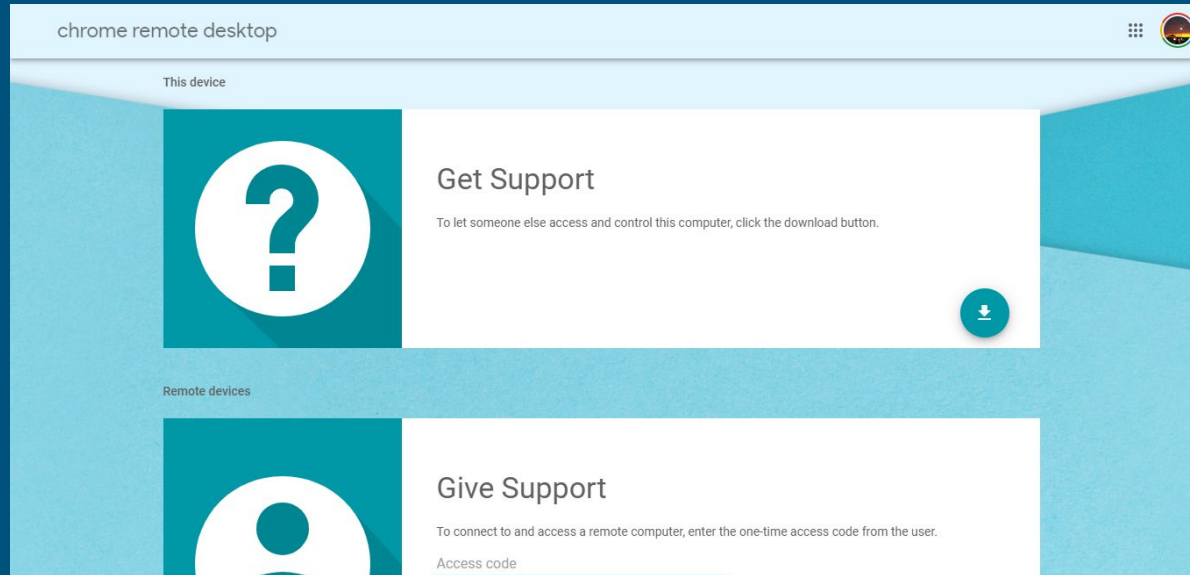 chrome remote desktop
This device
Get Support
To let someone else access and control this computer, click the download button.
Remote devices
Give Support
To connect to and access a remote computer, enter the one-time access code from the user.
Access code